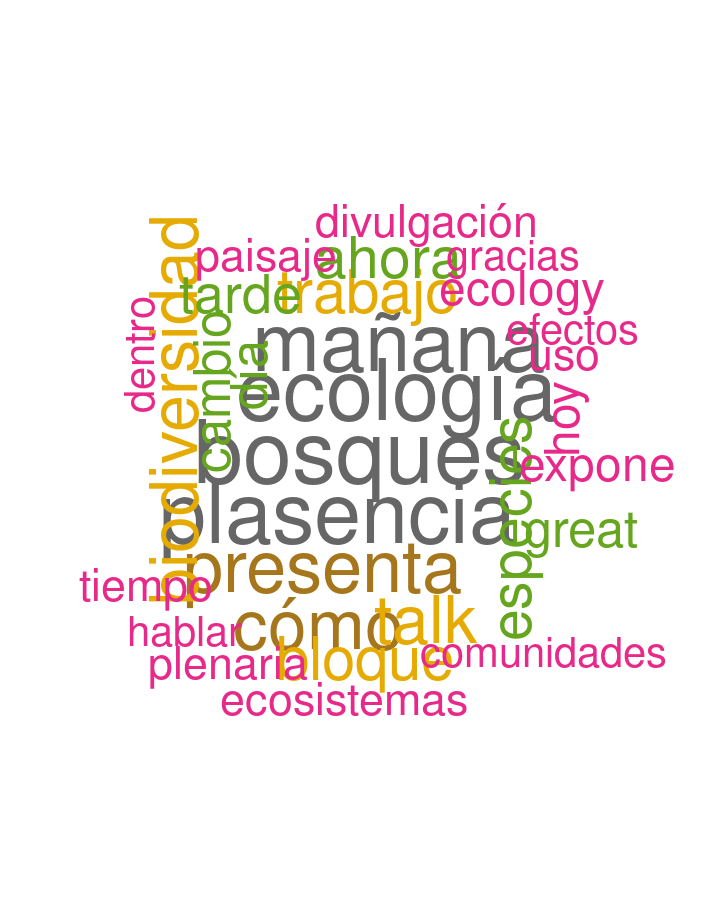 divulgación
paisaje
ahora
gracias
tarde
trabajo
ecology
biodiversidad
dentro
cambio
día
mañana
efectos
uso
ecología
hoy
bosques
expone
especies
plasencia
great
presenta
tiempo
cómo
talk
hablar
plenaria
bloque
comunidades
ecosistemas